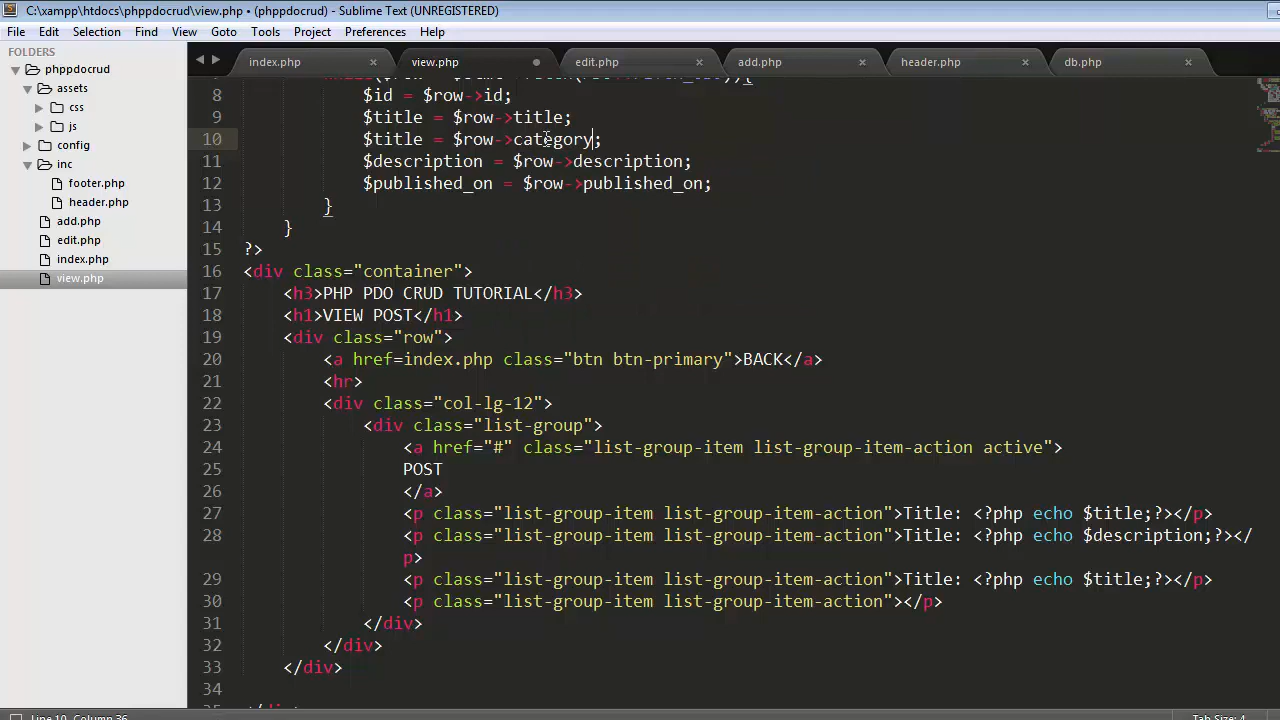 C:\xampp\htdocs\phppdocrud\view.php • (phppdocrud) - Sublime Text (UNREGISTERED)
File Edit Selection Find View Goto Tools Project Preferences Help
FOLDERS
phppdocrud
assets
css
js
config
inc
footer.php
header.php
add.php
edit.php
index.php
view.php
index.php view.php edit.php add.php header.php db.php
8 $id = $row->id;
9 $title = $row->title;
10 $title = $row->category;
11 $description = $row->description;
12 $published_on = $row->published_on;
13 }
14 }
15 ?>
16 <div class="container">
17 <h3>PHP PDO CRUD TUTORIAL</h3>
18 <h1>VIEW POST</h1>
19 <div class="row">
20 <a href=index.php class="btn btn-primary">BACK</a>
21 <hr>
22 <div class="col-lg-12">
23 <div class="list-group">
24 <a href="#" class="list-group-item list-group-item-action active">
25 POST
26 </a>
27 <p class="list-group-item list-group-item-action">Title: <?php echo $title;?></p>
28 <p class="list-group-item list-group-item-action">Title: <?php echo $description;?></
p>
29 <p class="list-group-item list-group-item-action">Title: <?php echo $title;?></p>
30 <p class="list-group-item list-group-item-action"></p>
31 </div>
32 </div>
33 </div>
34
Line 10, Column 36
Tab Size: 4